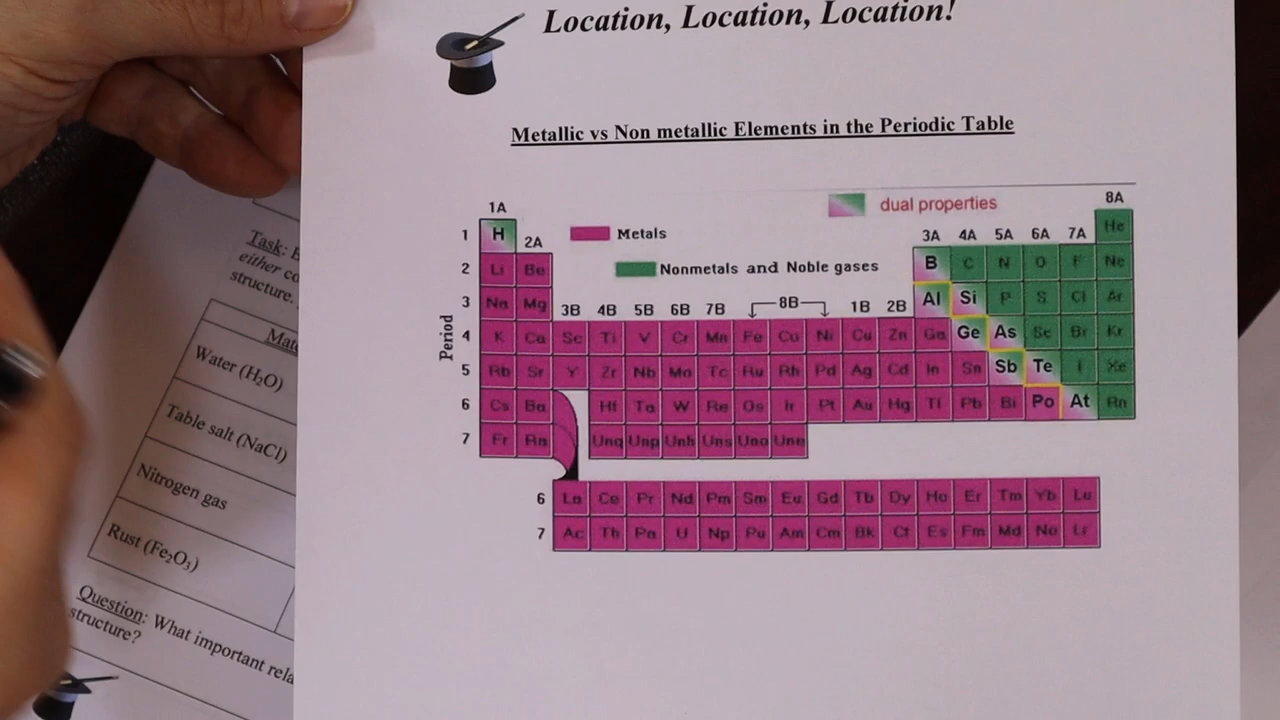 Location, Location, Location!
Metallic vs Non metallic Elements in the Periodic Table
dual properties
8A
1A
Metals
Nonmetals and Noble gases
2A
3A 4A 5A 6A 7A
3B 4B 5B 6B 7B 8B 1B 2B
Period
1 H He
2 Li Be B C N O F Ne
3 Na Mg Al Si P S Cl Ar
4 K Ca Sc Ti V Cr Mn Fe Co Ni Cu Zn Ga Ge As Se Br Kr
5 Rb Sr Y Zr Nb Mo Tc Ru Rh Pd Ag Cd In Sn Sb Te I Xe
6 Cs Ba Hf Ta W Re Os Ir Pt Au Hg Tl Pb Bi Po At Rn
7 Fr Ra Unq Unp Unh Uns Uno Une
6 La Ce Pr Nd Pm Sm Eu Gd Tb Dy Ho Er Tm Yb Lu
7 Ac Th Pa U Np Pu Am Cm Bk Cf Es Fm Md No Lr
Task:
either
structure.
Water (H₂O)
Table salt (NaCl)
Nitrogen gas
Rust (Fe₂O₃)
Question: What important
structure?